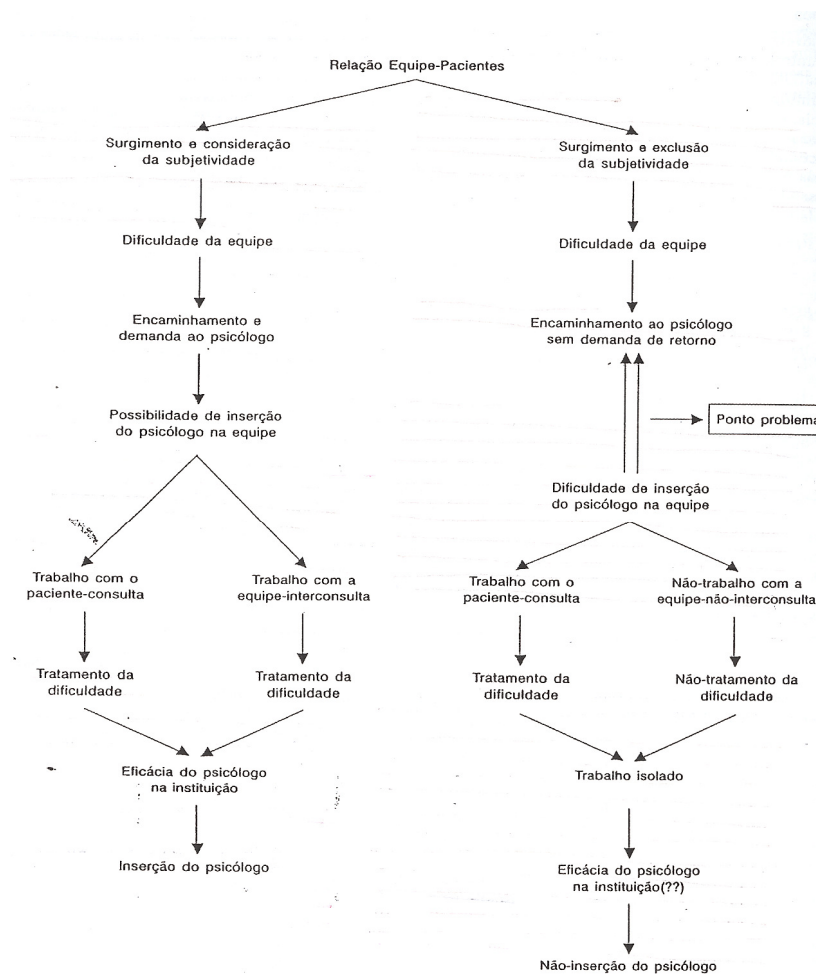 Relação Equipe-Pacientes
Surgimento e consideração
da subjetividade
Dificuldade da equipe
Encaminhamento e
demanda ao psicólogo
Possibilidade de inserção
do psicólogo na equipe
Trabalho com o
paciente-consulta
Trabalho com a
equipe-interconsulta
Tratamento da
dificuldade
Tratamento da
dificuldade
Eficácia do psicólogo
na instituição
Inserção do psicólogo
Surgimento e exclusão
da subjetividade
Dificuldade da equipe
Encaminhamento ao psicólogo
sem demanda de retorno
Ponto problema
Dificuldade de inserção
do psicólogo na equipe
Trabalho com o
paciente-consulta
Não-trabalho com a
equipe-não-interconsulta
Tratamento da
dificuldade
Não-tratamento da
dificuldade
Trabalho isolado
Eficácia do psicólogo
na instituição(??)
Não-inserção do psicólogo